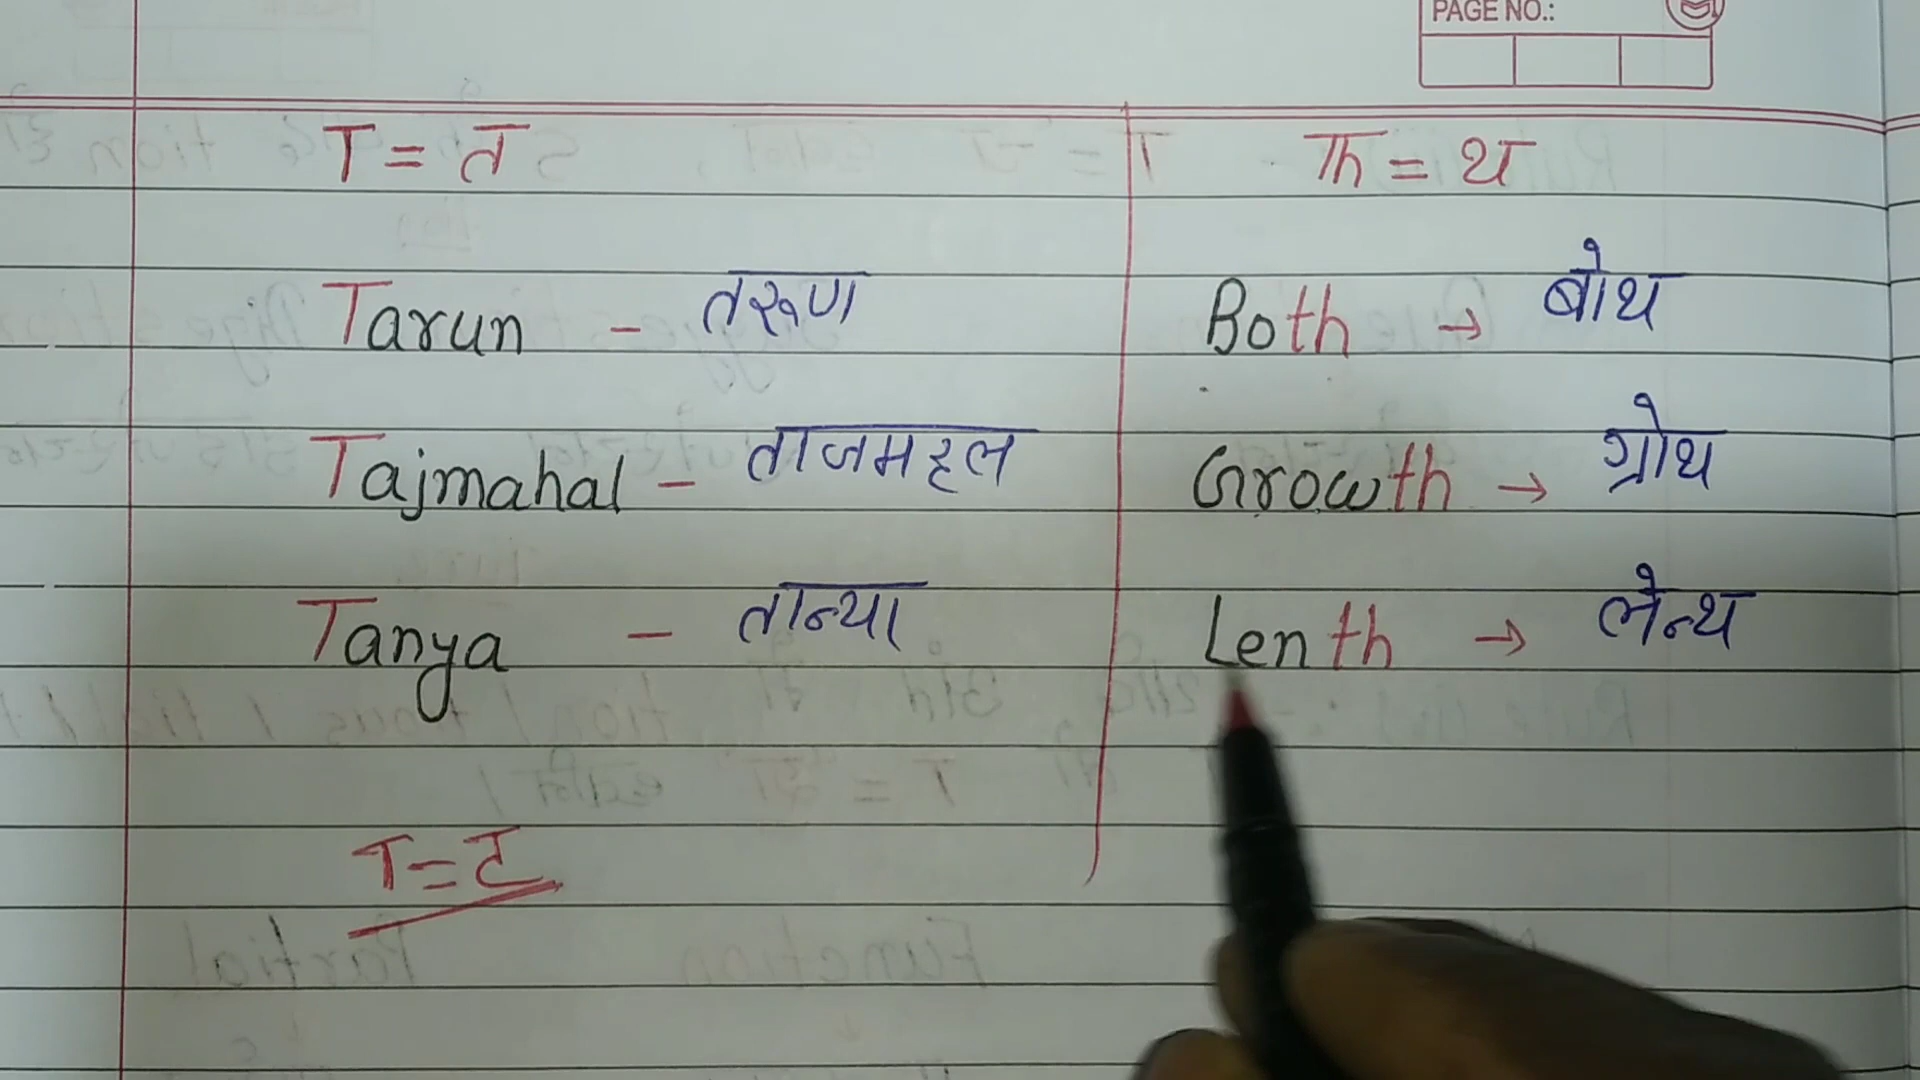 PAGE NO.:
T = त
Tarun - तरूण
Tajmahal - ताजमहल
Tanya - तान्या
T = ट
Th = थ
Both → बोथ
Growth → ग्रोथ
Lenth → लेन्थ